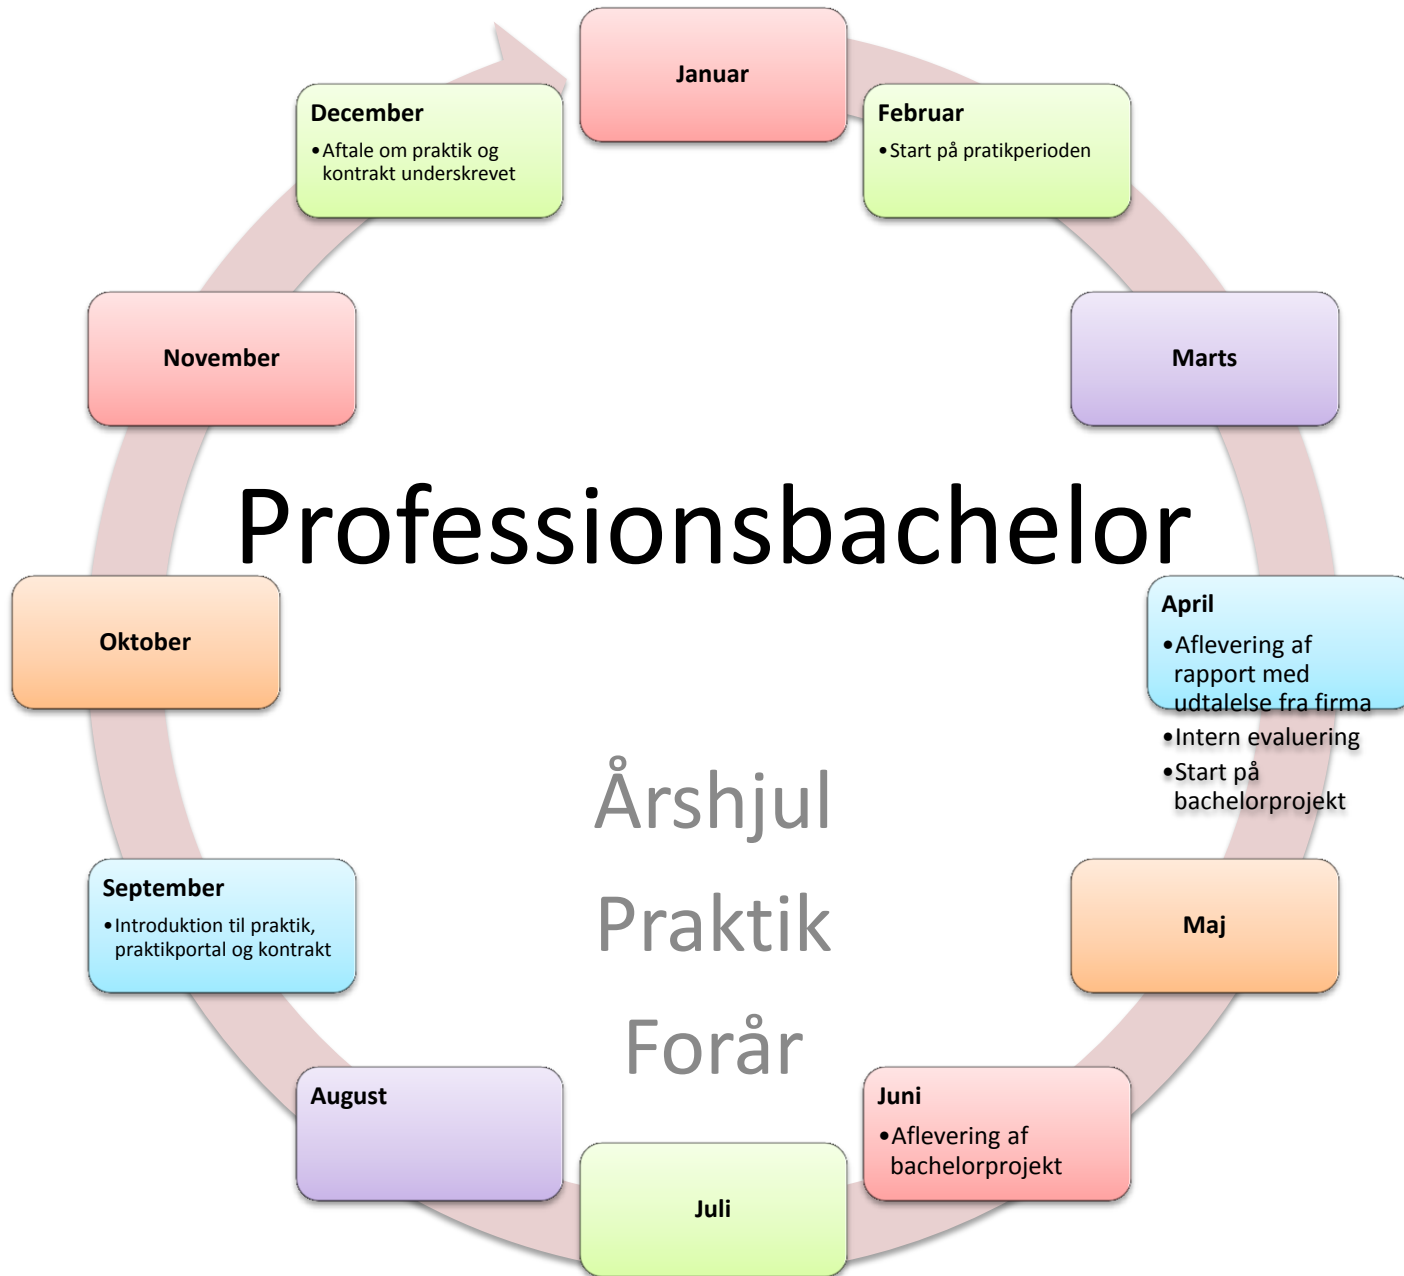 Januar
Februar
•Start på pratikperioden
Marts
April
•Aflevering af
rapport med
udtalelse fra firma
•Intern evaluering
•Start på
bachelorprojekt
Maj
Juni
•Aflevering af
bachelorprojekt
Juli
August
September
•Introduktion til praktik,
praktikportal og kontrakt
Oktober
November
December
•Aftale om praktik og
kontrakt underskrevet
Professionsbachelor
Årshjul
Praktik
Forår